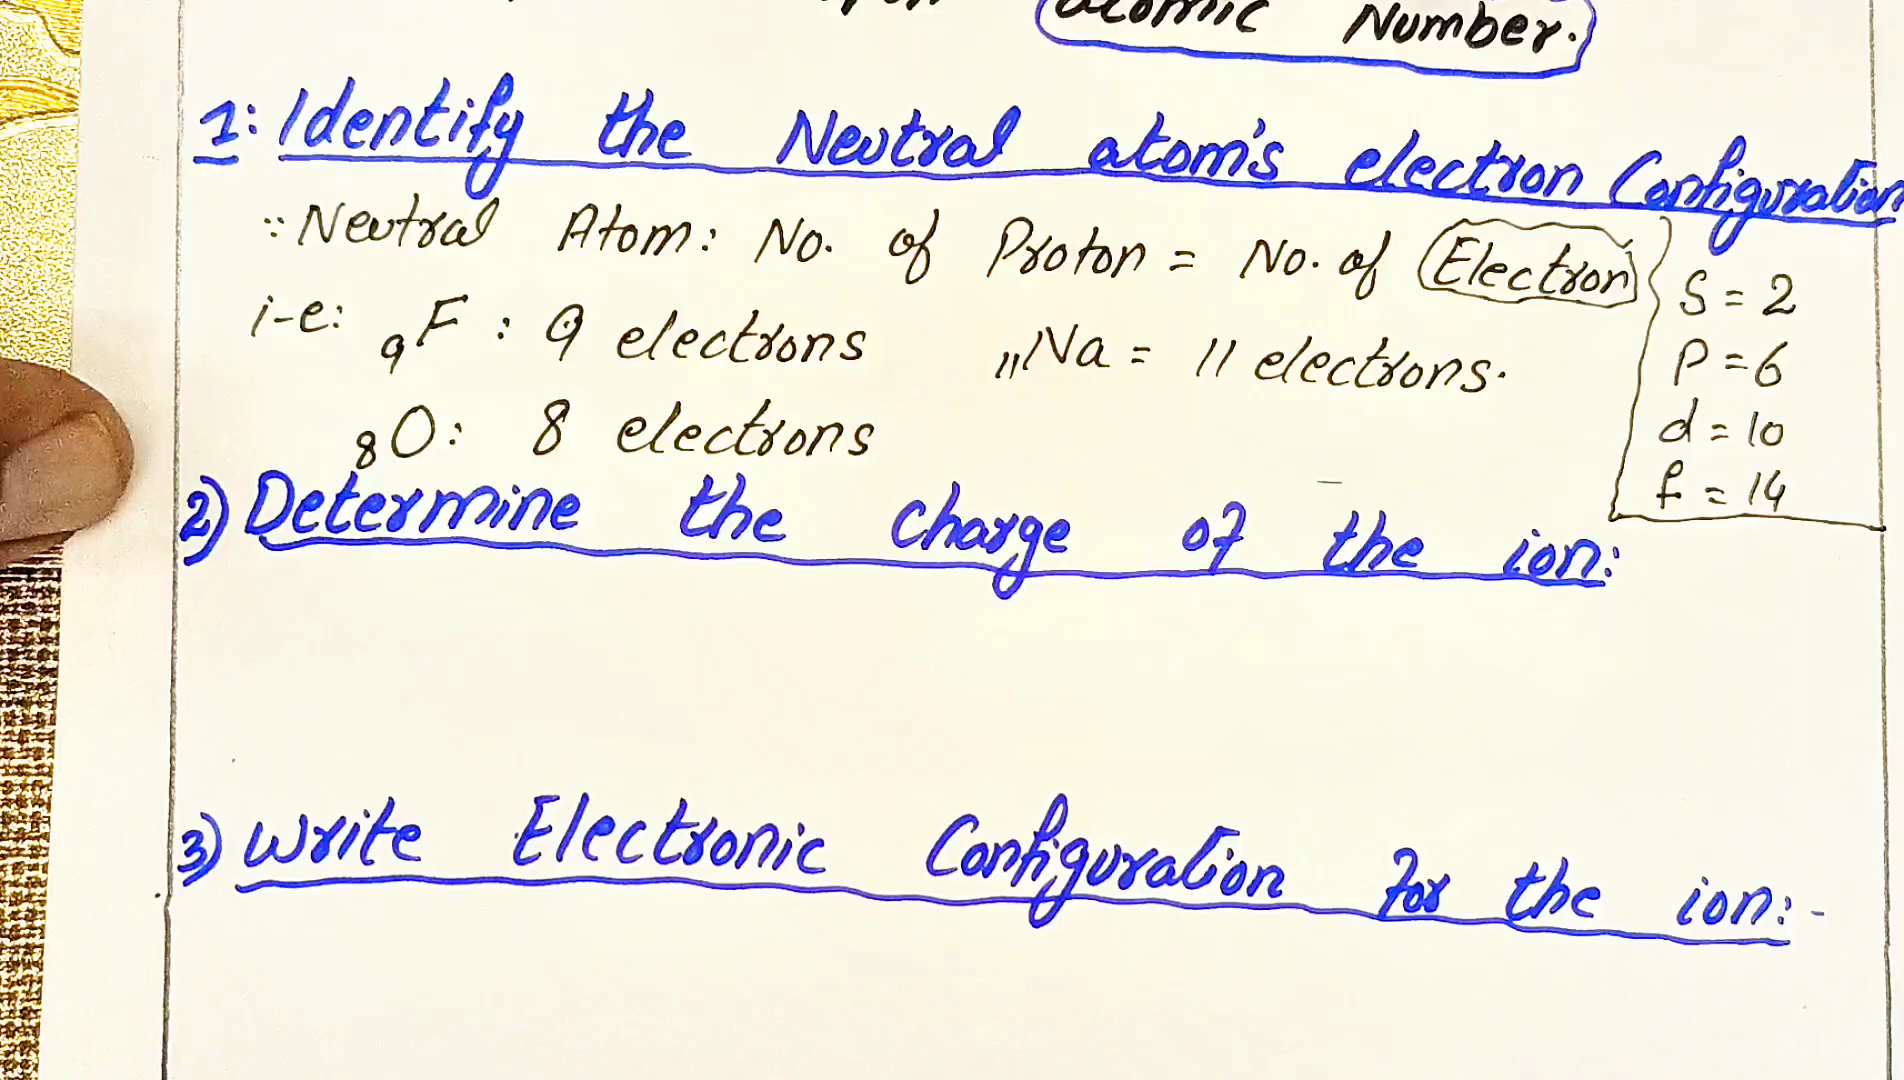 atomic Number.
1: Identify the Neutral atom's electron Configuration
∵ Neutral Atom: No. of Proton = No. of Electron
i-e: 9F: 9 electrons 11Na = 11 electrons.
8O: 8 electrons
S = 2
P = 6
d = 10
f = 14
2) Determine the charge of the ion:
3) Write Electronic Configuration for the ion:-